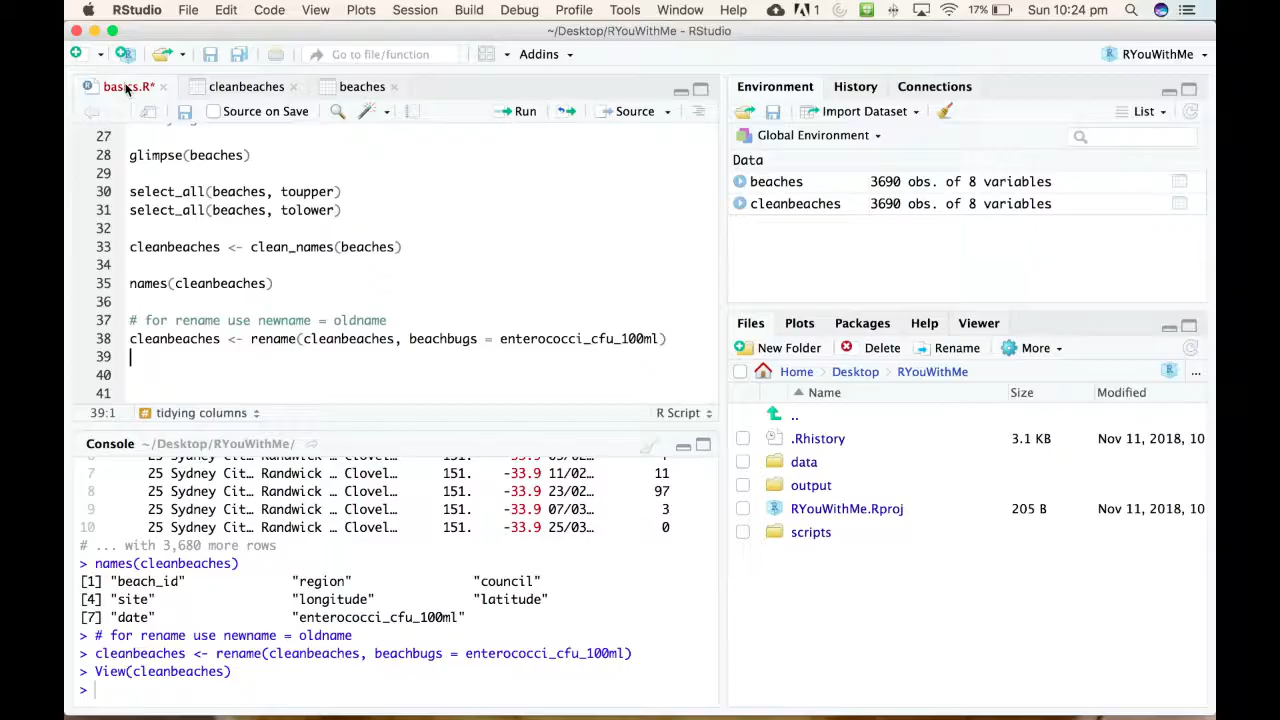 RStudio File Edit Code View Plots Session Build Debug Profile Tools Window Help 1 17% Sun 10:24 pm
~/Desktop/RYouWithMe - RStudio
Go to file/function Addins RYouWithMe
basics.R* cleanbeaches beaches
Source on Save Run Source
27
28 glimpse(beaches)
29
30 select_all(beaches, toupper)
31 select_all(beaches, tolower)
32
33 cleanbeaches <- clean_names(beaches)
34
35 names(cleanbeaches)
36
37 # for rename use newname = oldname
38 cleanbeaches <- rename(cleanbeaches, beachbugs = enterococci_cfu_100ml)
39
40
41
39:1 # tidying columns R Script
Console ~/Desktop/RYouWithMe/
7 25 Sydney Cit… Randwick … Clovel… 151. -33.9 11/02… 11
8 25 Sydney Cit… Randwick … Clovel… 151. -33.9 23/02… 97
9 25 Sydney Cit… Randwick … Clovel… 151. -33.9 07/03… 3
10 25 Sydney Cit… Randwick … Clovel… 151. -33.9 25/03… 0
# ... with 3,680 more rows
> names(cleanbeaches)
[1] "beach_id" "region" "council"
[4] "site" "longitude" "latitude"
[7] "date" "enterococci_cfu_100ml"
> # for rename use newname = oldname
> cleanbeaches <- rename(cleanbeaches, beachbugs = enterococci_cfu_100ml)
> View(cleanbeaches)
>
Environment History Connections
Import Dataset List
Global Environment
Data
beaches 3690 obs. of 8 variables
cleanbeaches 3690 obs. of 8 variables
Files Plots Packages Help Viewer
New Folder Delete Rename More
Home Desktop RYouWithMe ...
Name Size Modified
..
.Rhistory 3.1 KB Nov 11, 2018, 10
data
output
RYouWithMe.Rproj 205 B Nov 11, 2018, 10
scripts